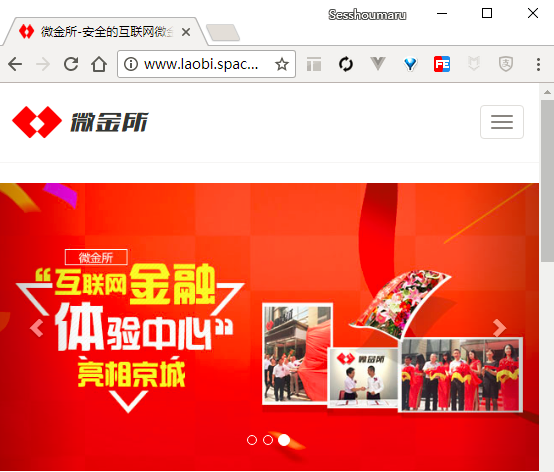 Sesshoumaru
微金所-安全的互联网微金
www.laobi.spac...
微金所
微金所
“互联网金融
体验中心”
亮相京城
微金所